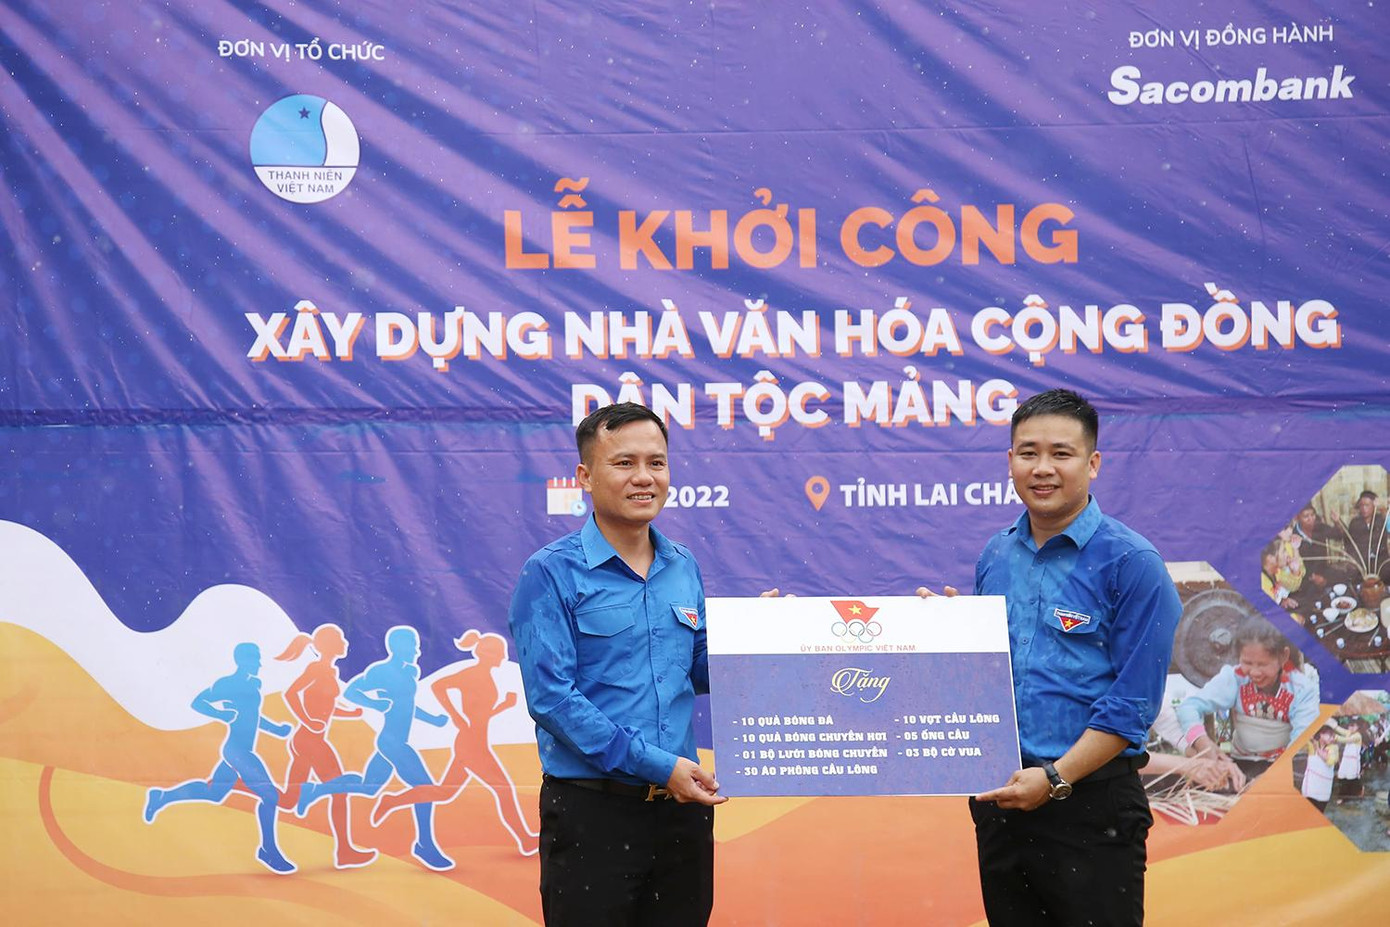 ĐƠN VỊ TỔ CHỨC
THANH NIÊN
VIỆT NAM
ĐƠN VỊ ĐỒNG HÀNH
Sacombank
LỄ KHỞI CÔNG
XÂY DỰNG NHÀ VĂN HÓA CỘNG ĐỒNG
DÂN TỘC MẢNG
2022
TỈNH LAI CHÂ
ỦY BAN OLYMPIC VIỆT NAM
Tặng
- 10 QUẢ BÓNG ĐÁ
- 10 QUẢ BÓNG CHUYỀN HƠI
- 01 BỘ LƯỚI BÓNG CHUYỀN
- 30 ÁO PHÔNG CẦU LÔNG
- 10 VỢT CẦU LÔNG
- 05 ỐNG CẦU
- 03 BỘ CỜ VUA